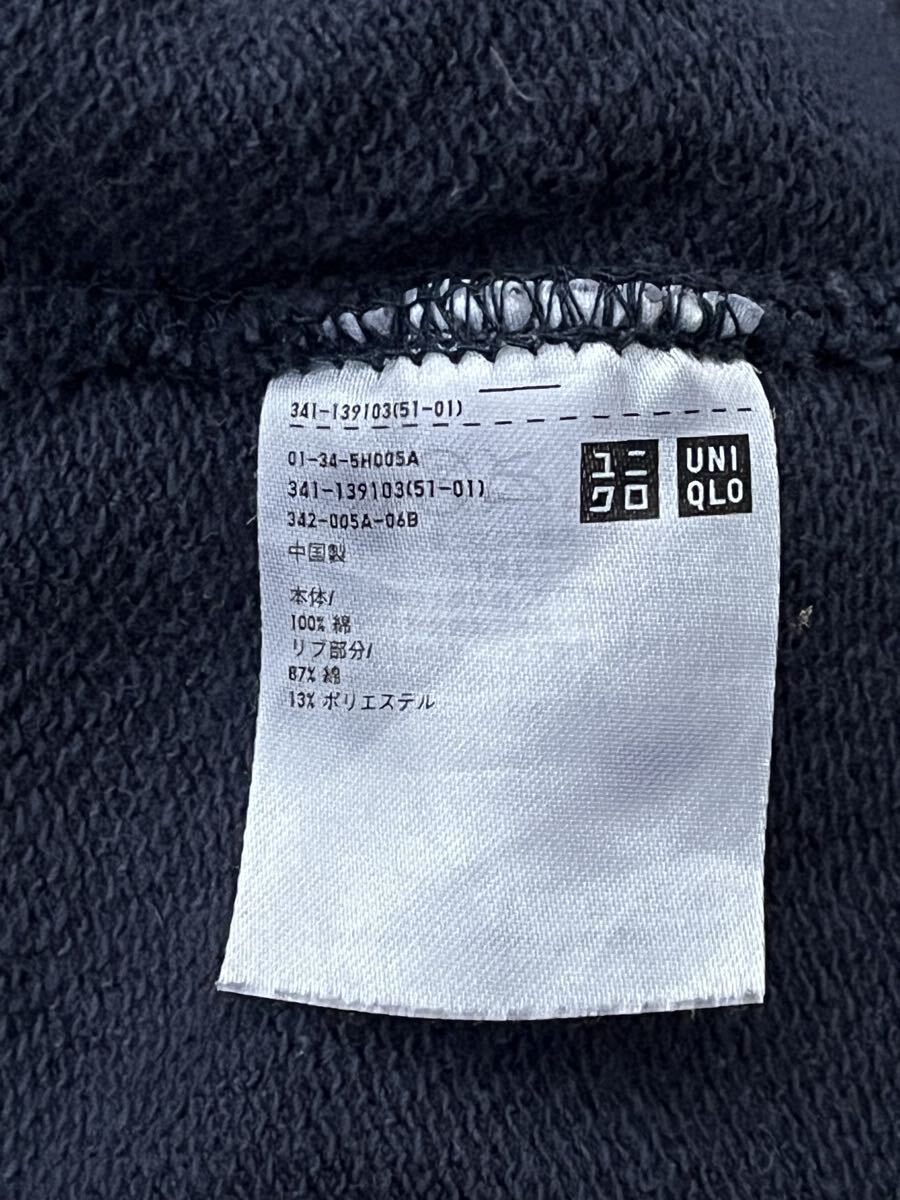 341-139103(51-01)
01-34-5H005A
341-139103(51-01)
342-005A-06B
中国製
本体/
100% 綿
リブ部分/
87% 綿
13% ポリエステル
ユニ
クロ
UNI
QLO